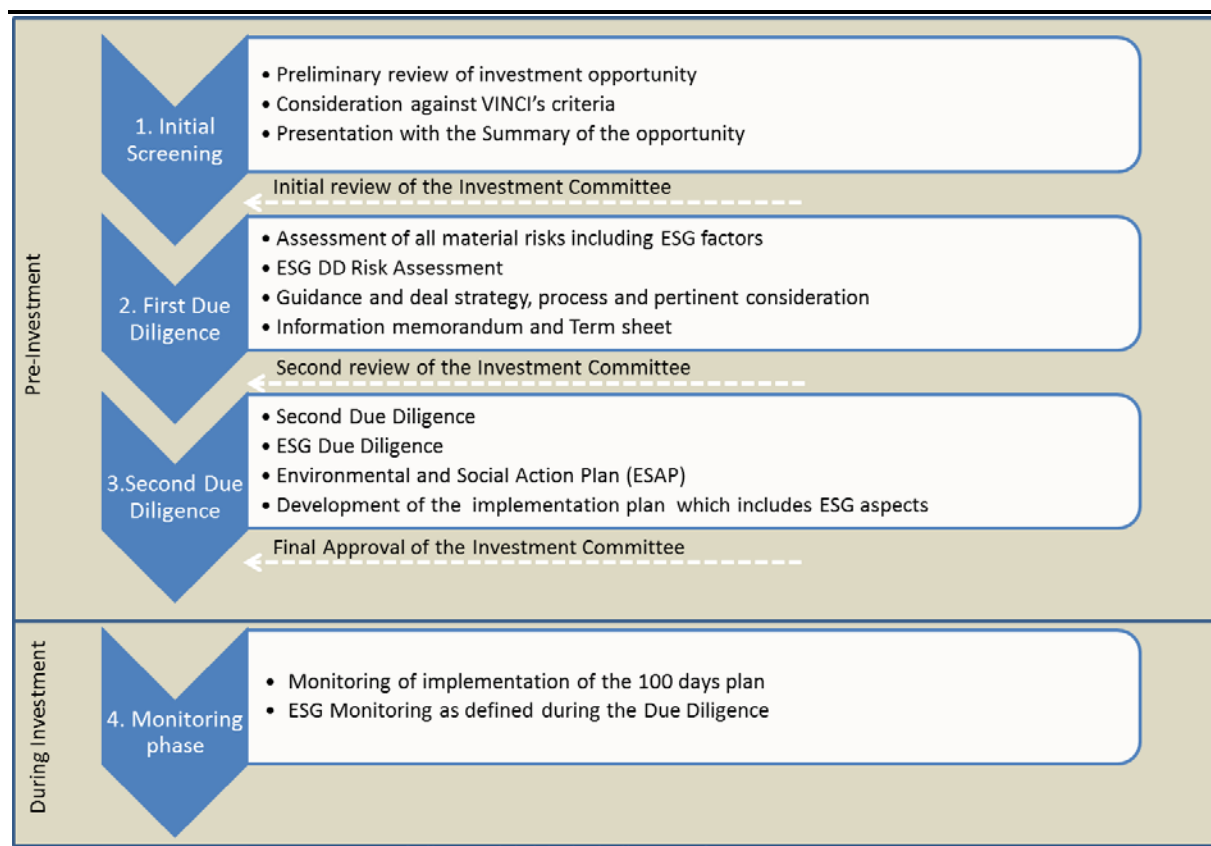 Pre-Investment
1. Initial
Screening
• Preliminary review of investment opportunity
• Consideration against VINCI's criteria
• Presentation with the Summary of the opportunity
Initial review of the Investment Committee
2. First Due
Diligence
• Assessment of all material risks including ESG factors
• ESG DD Risk Assessment
• Guidance and deal strategy, process and pertinent consideration
• Information memorandum and Term sheet
Second review of the Investment Committee
3.Second Due
Diligence
• Second Due Diligence
• ESG Due Diligence
• Environmental and Social Action Plan (ESAP)
• Development of the implementation plan which includes ESG aspects
Final Approval of the Investment Committee
During Investment
4. Monitoring
phase
• Monitoring of implementation of the 100 days plan
• ESG Monitoring as defined during the Due Diligence